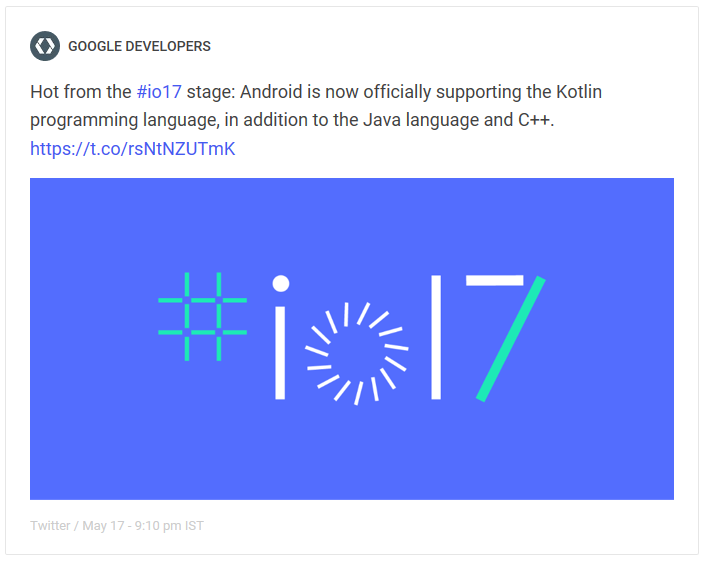 GOOGLE DEVELOPERS
Hot from the #io17 stage: Android is now officially supporting the Kotlin
programming language, in addition to the Java language and C++.
https://t.co/rsNtNZUTmK
#io17
Twitter / May 17 - 9:10 pm IST